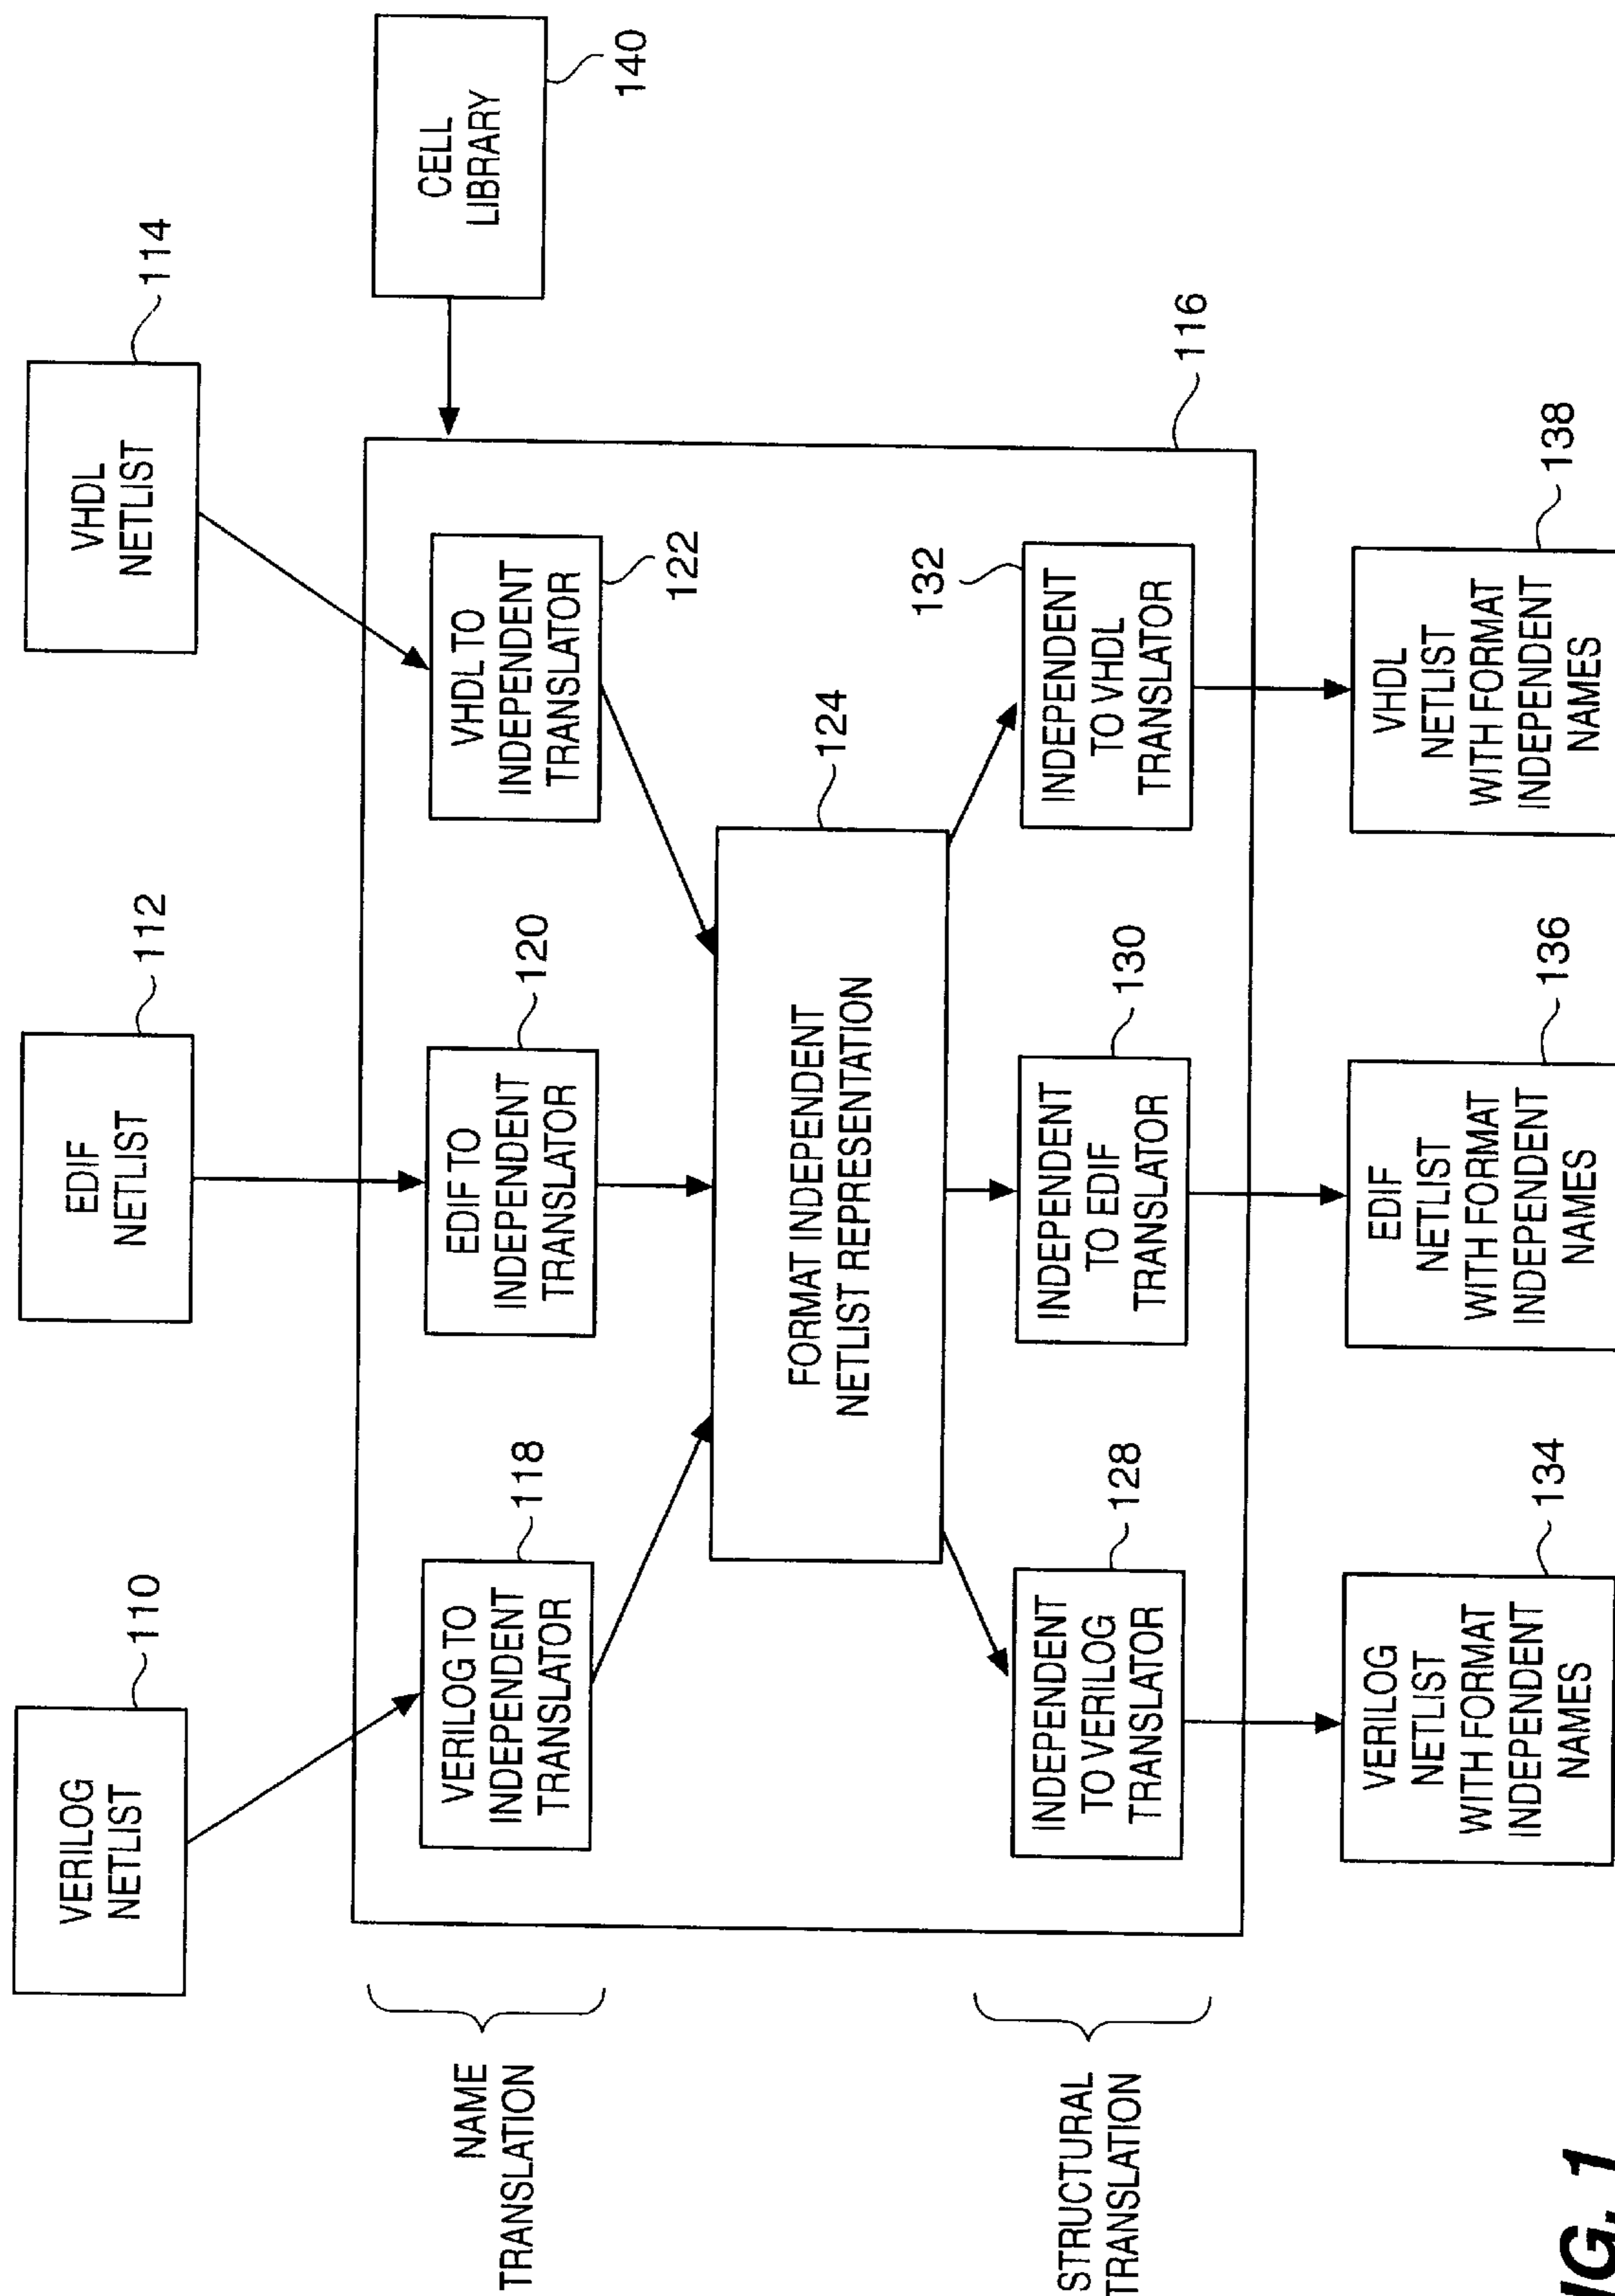 VERILOG
NETLIST
110
EDIF
NETLIST
112
VHDL
NETLIST
114
CELL
LIBRARY
140
NAME
TRANSLATION
VERILOG TO
INDEPENDENT
TRANSLATOR
118
EDIF TO
INDEPENDENT
TRANSLATOR
120
VHDL TO
INDEPENDENT
TRANSLATOR
122
FORMAT INDEPENDENT
NETLIST REPRESENTATION
124
116
STRUCTURAL
TRANSLATION
INDEPENDENT
TO VERILOG
TRANSLATOR
128
INDEPENDENT
TO EDIF
TRANSLATOR
130
INDEPENDENT
TO VHDL
TRANSLATOR
132
VERILOG
NETLIST
WITH FORMAT
INDEPENDENT
NAMES
134
EDIF
NETLIST
WITH FORMAT
INDEPENDENT
NAMES
136
VHDL
NETLIST
WITH FORMAT
INDEPENDENT
NAMES
138
IG. 1